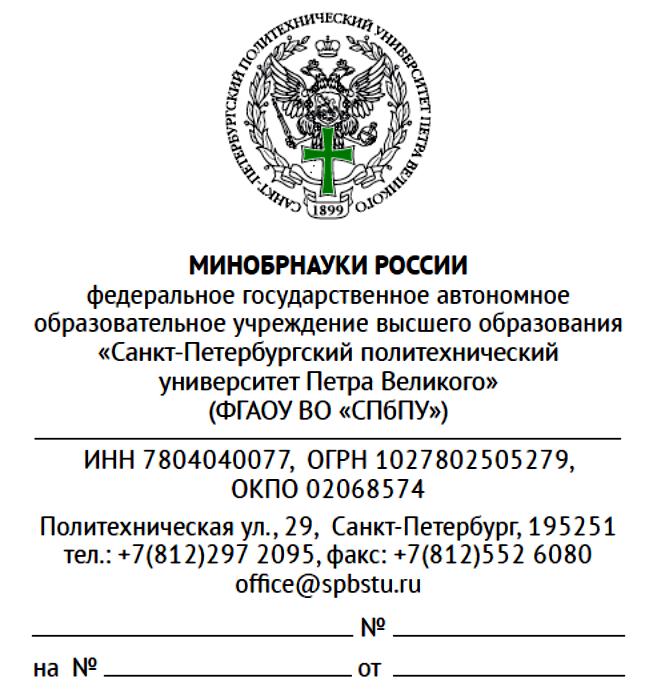 САНКТ-ПЕТЕРБУРГСКИЙ ПОЛИТЕХНИЧЕСКИЙ УНИВЕРСИТЕТ ПЕТРА ВЕЛИКОГО
1899
МИНОБРНАУКИ РОССИИ
федеральное государственное автономное
образовательное учреждение высшего образования
«Санкт-Петербургский политехнический
университет Петра Великого»
(ФГАОУ ВО «СПбПУ»)
ИНН 7804040077, ОГРН 1027802505279,
ОКПО 02068574
Политехническая ул., 29, Санкт-Петербург, 195251
тел.: +7(812)297 2095, факс: +7(812)552 6080
office@spbstu.ru
№
на № от